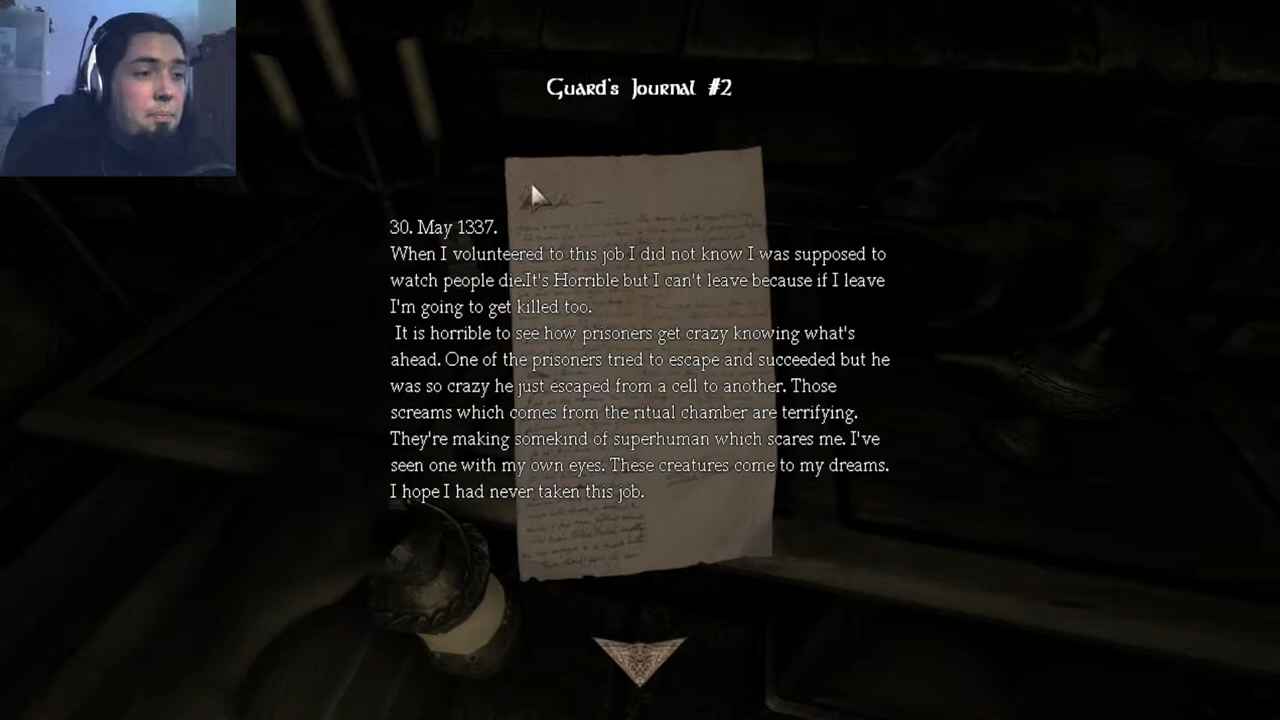 Guard's Journal #2
30. May 1337.
When I volunteered to this job I did not know I was supposed to
watch people die.It's Horrible but I can't leave because if I leave
I'm going to get killed too.
It is horrible to see how prisoners get crazy knowing what's
ahead. One of the prisoners tried to escape and succeeded but he
was so crazy he just escaped from a cell to another. Those
screams which comes from the ritual chamber are terrifying.
They're making somekind of superhuman which scares me. I've
seen one with my own eyes. These creatures come to my dreams.
I hope I had never taken this job.